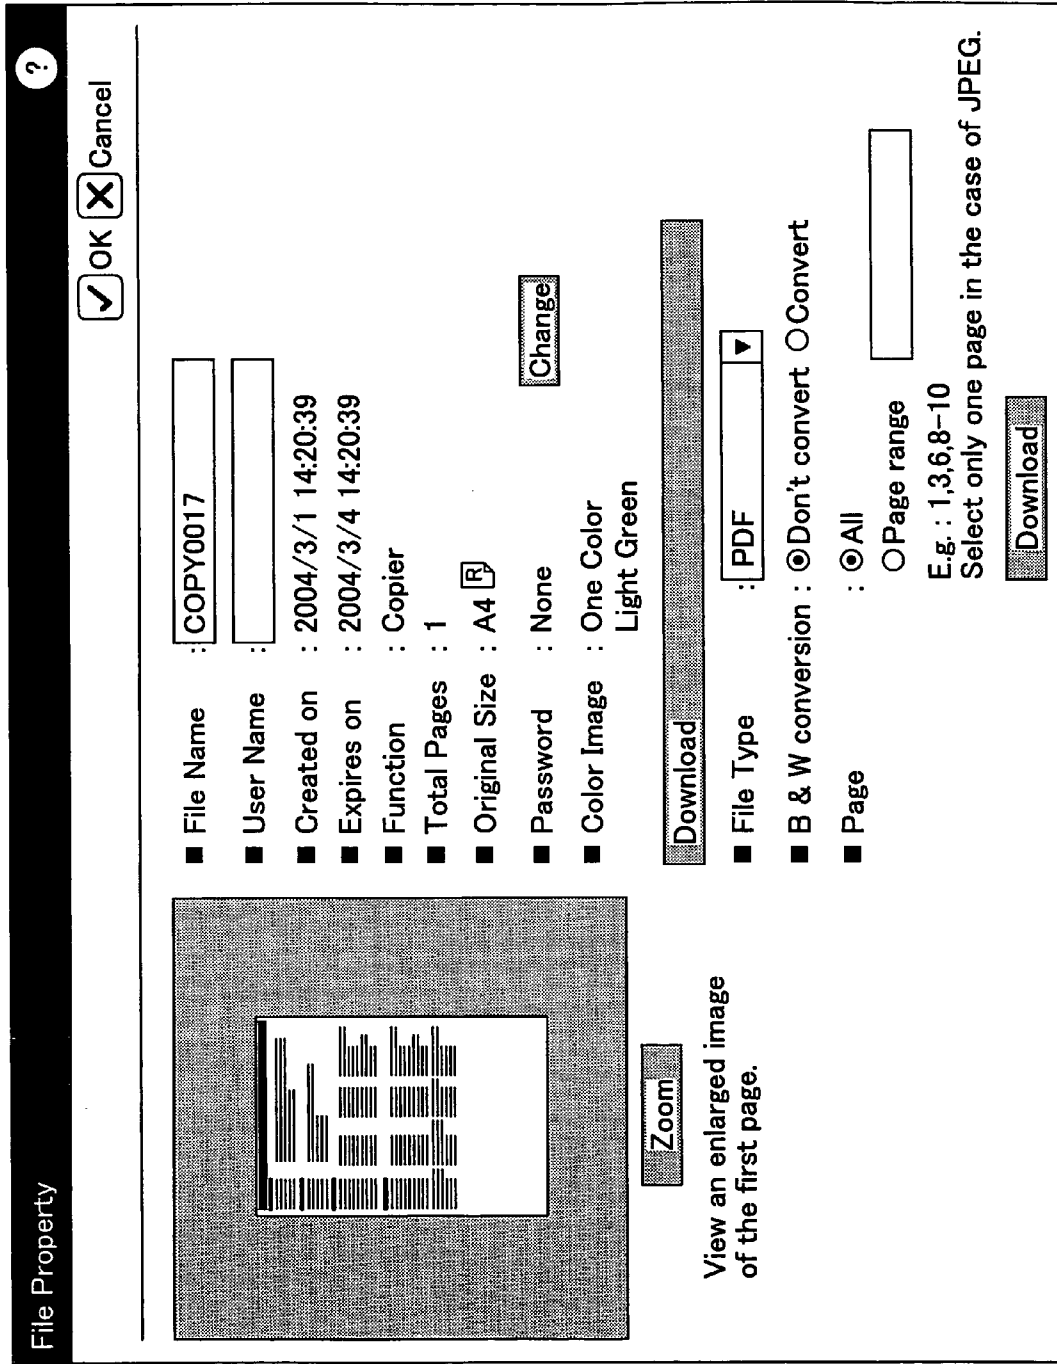 File Property ?
OK Cancel
File Name : COPY0017
User Name :
Created on : 2004/3/1 14:20:39
Expires on : 2004/3/4 14:20:39
Function : Copier
Total Pages : 1
Original Size : A4 R
Password : None Change
Color Image : One Color
Light Green
Zoom
View an enlarged image
of the first page.
Download
File Type : PDF
B & W conversion : Don't convert Convert
Page : All
Page range
E.g. : 1,3,6,8-10
Select only one page in the case of JPEG.
Download